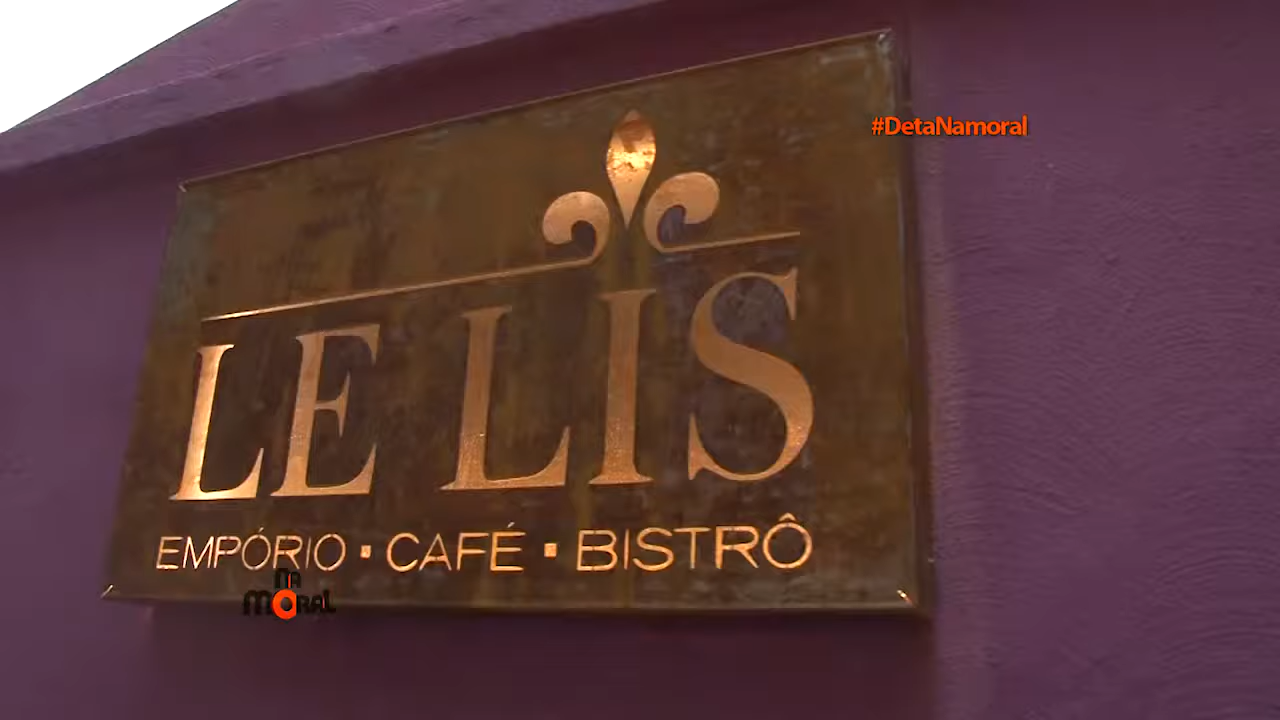 #DetaNamoral
LE LIS
EMPÓRIO · CAFÉ · BISTRÔ
NA
MORAL